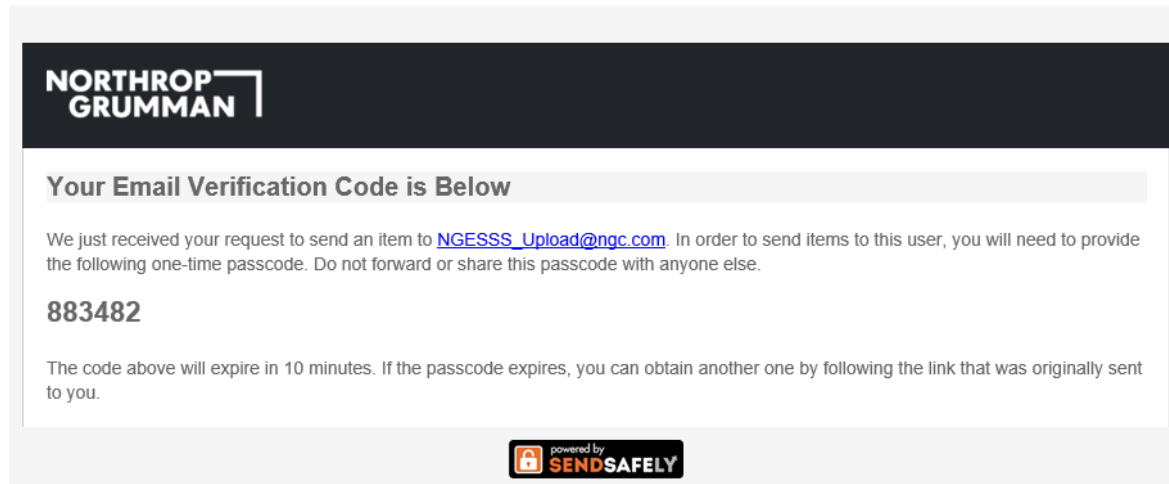 NORTHROP
GRUMMAN
Your Email Verification Code is Below
We just received your request to send an item to NGESSS_Upload@ngc.com. In order to send items to this user, you will need to provide
the following one-time passcode. Do not forward or share this passcode with anyone else.
883482
The code above will expire in 10 minutes. If the passcode expires, you can obtain another one by following the link that was originally sent
to you.
powered by
SENDSAFELY